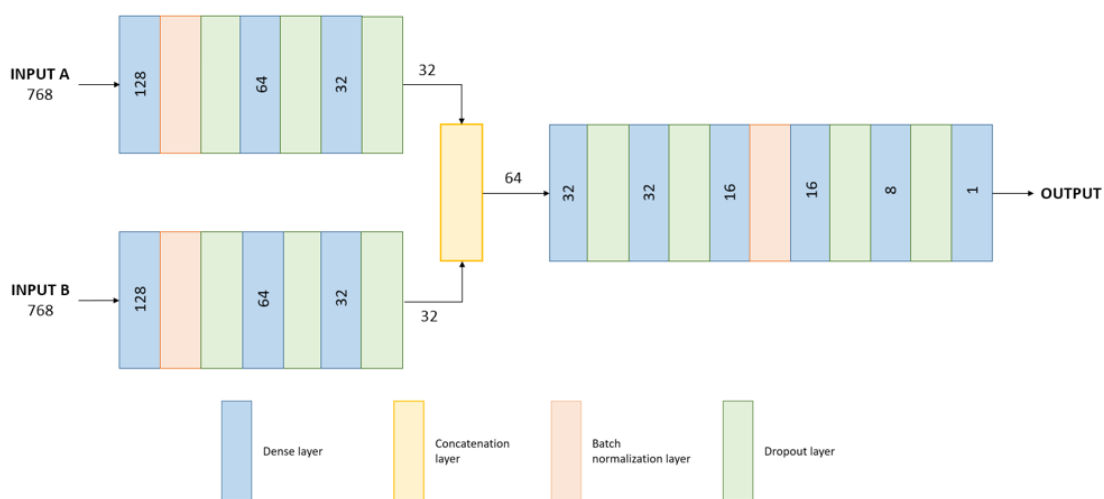 INPUT A
768
128
64
32
32
INPUT B
768
128
64
32
32
64
32
32
16
16
8
1
OUTPUT
Dense layer
Concatenation
layer
Batch
normalization layer
Dropout layer